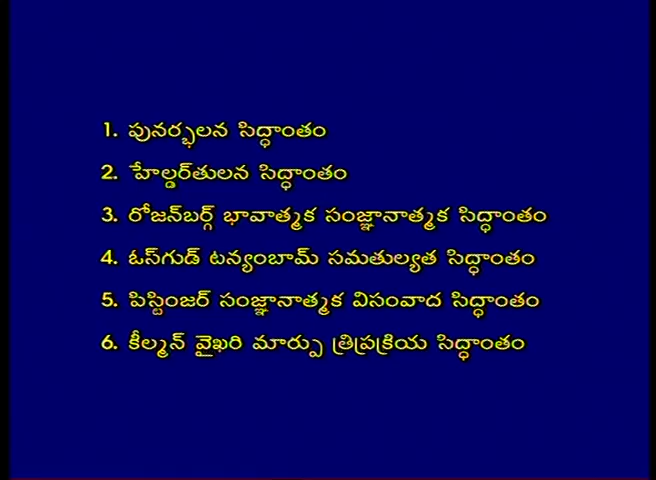 1. పునర్భలన సిద్ధాంతం
2. హేల్డర్‌తులన సిద్ధాంతం
3. రోజన్‌బర్గ్ భావాత్మక సంజ్ఞానాత్మక సిద్ధాంతం
4. ఓస్‌గుడ్ టన్యంబామ్ సమతుల్యత సిద్ధాంతం
5. పిస్టింజర్ సంజ్ఞానాత్మక విసంవాద సిద్ధాంతం
6. కీల్మన్ వైఖరి మార్పు త్రిప్రక్రియ సిద్ధాంతం